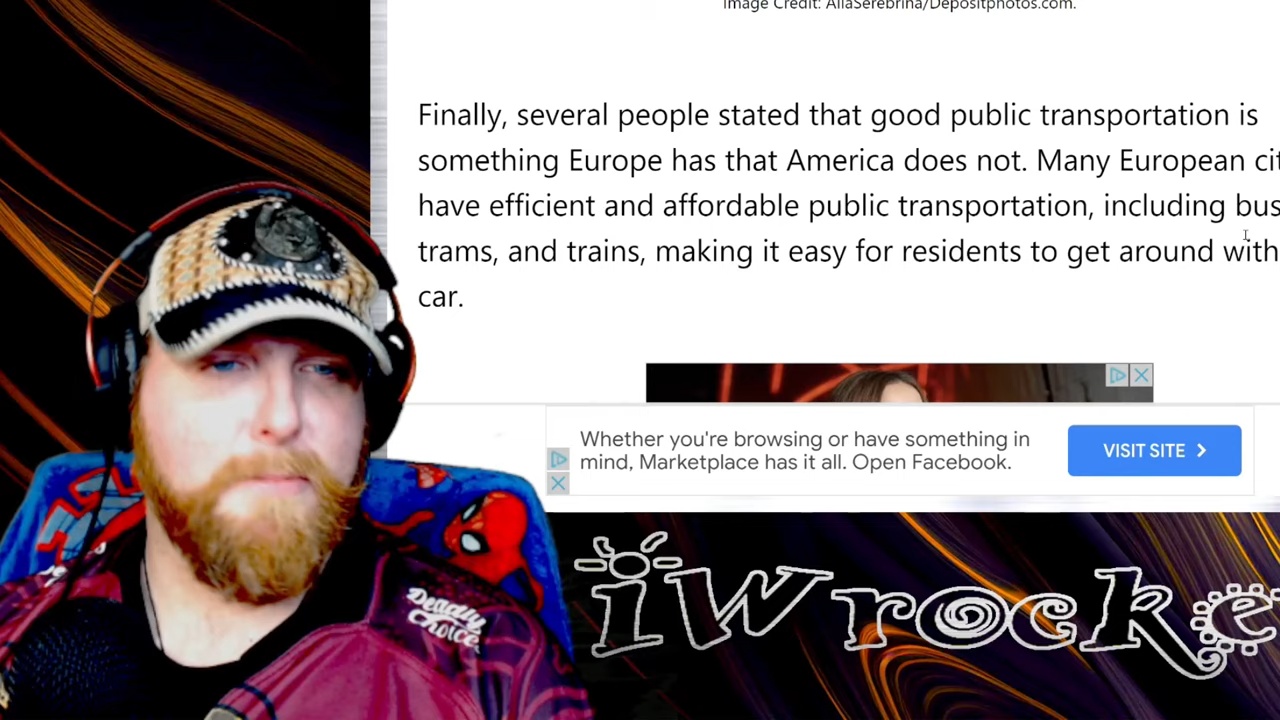 Image Credit: AllaSerebrina/Depositphotos.com.
Finally, several people stated that good public transportation is
something Europe has that America does not. Many European cit
have efficient and affordable public transportation, including bus
trams, and trains, making it easy for residents to get around with
car.
Whether you're browsing or have something in
mind, Marketplace has it all. Open Facebook.
VISIT SITE
iWrocke
Deadly
Choice